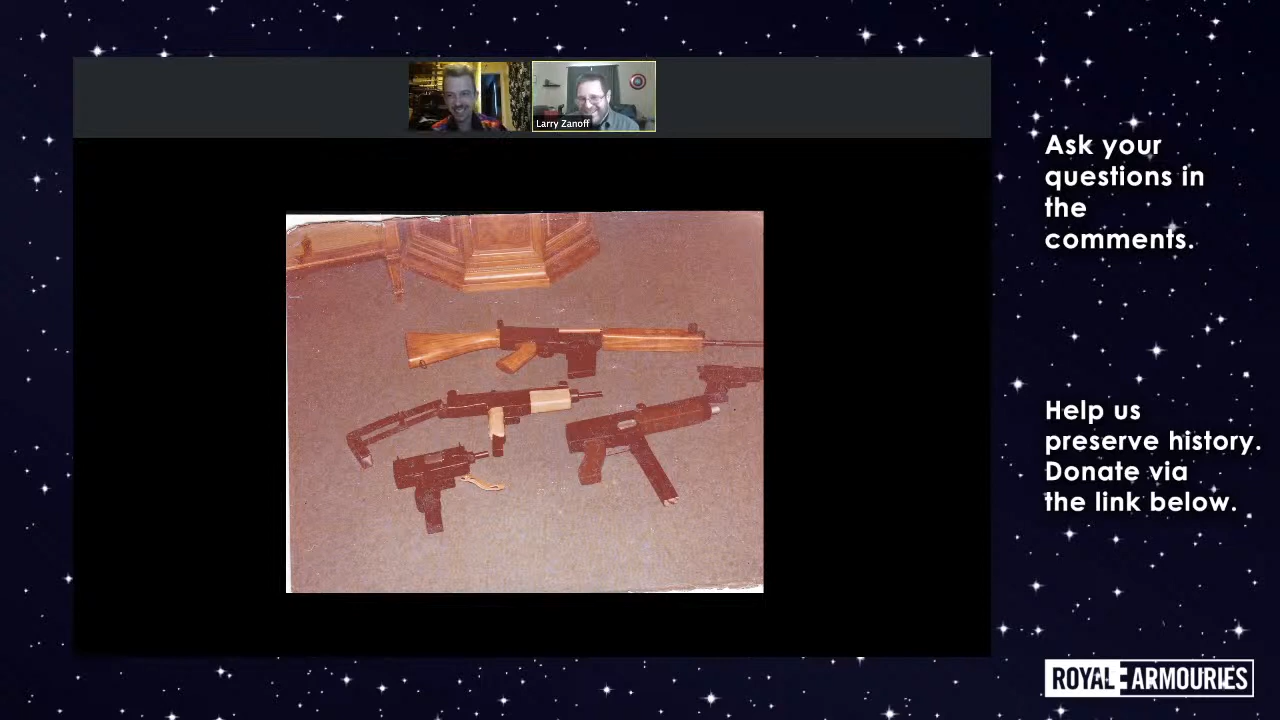 Larry Zanoff
Ask your
questions in
the
comments.
Help us
preserve history.
Donate via
the link below.
ROYAL ARMOURIES